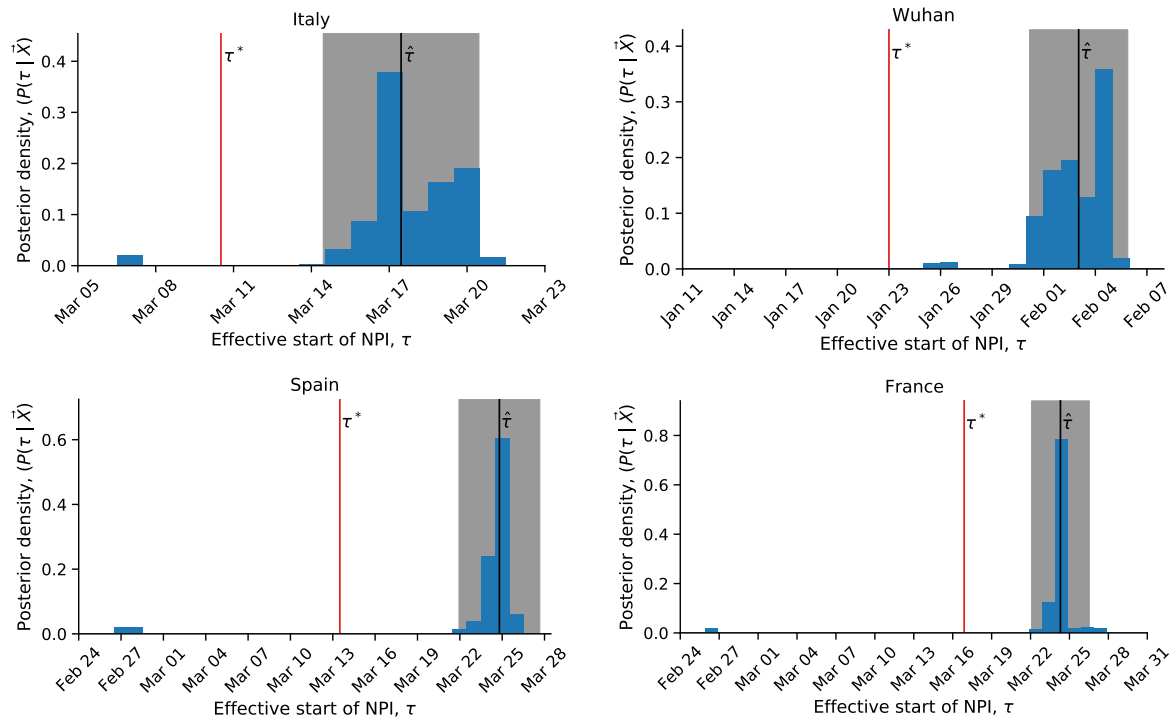 Italy
τ*
τ̂
0.4
0.3
0.2
0.1
0.0
Posterior density, (P(τ | X⃗)
Mar 05
Mar 08
Mar 11
Mar 14
Mar 17
Mar 20
Mar 23
Effective start of NPI, τ
Wuhan
τ*
τ̂
0.4
0.3
0.2
0.1
0.0
Posterior density, (P(τ | X⃗)
Jan 11
Jan 14
Jan 17
Jan 20
Jan 23
Jan 26
Jan 29
Feb 01
Feb 04
Feb 07
Effective start of NPI, τ
Spain
τ*
τ̂
0.6
0.4
0.2
0.0
Posterior density, (P(τ | X⃗)
Feb 24
Feb 27
Mar 01
Mar 04
Mar 07
Mar 10
Mar 13
Mar 16
Mar 19
Mar 22
Mar 25
Mar 28
Effective start of NPI, τ
France
τ*
τ̂
0.8
0.6
0.4
0.2
0.0
Posterior density, (P(τ | X⃗)
Feb 24
Feb 27
Mar 01
Mar 04
Mar 07
Mar 10
Mar 13
Mar 16
Mar 19
Mar 22
Mar 25
Mar 28
Mar 31
Effective start of NPI, τ